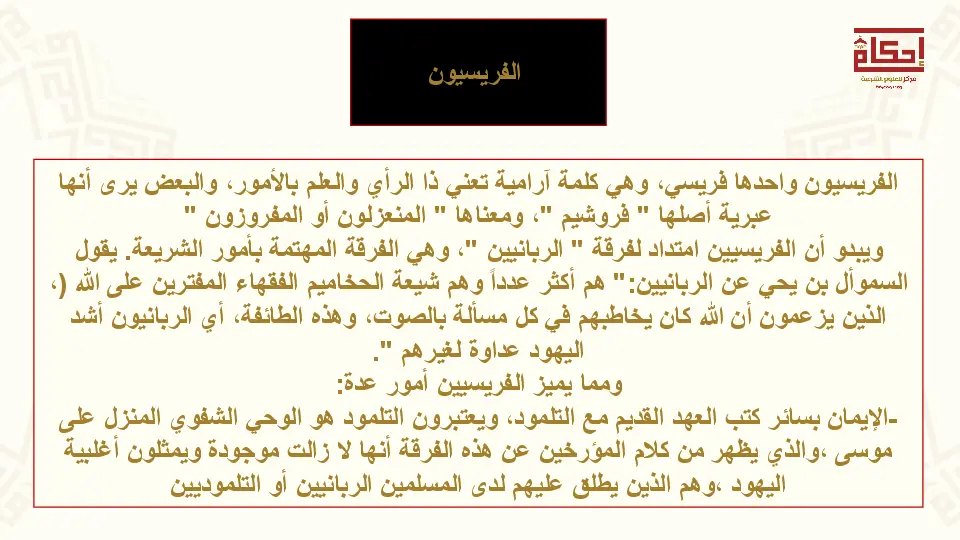 الفريسيون
إحكام
مركز للعلوم الشرعية
الفريسيون واحدها فريسي، وهي كلمة آرامية تعني ذا الرأي والعلم بالأمور، والبعض يرى أنها
عبرية أصلها " فروشيم "، ومعناها " المنعزلون أو المفروزون "
ويبدو أن الفريسيين امتداد لفرقة " الربانيين "، وهي الفرقة المهتمة بأمور الشريعة. يقول
السموأل بن يحي عن الربانيين:" هم أكثر عدداً وهم شيعة الحخاميم الفقهاء المفترين على الله (،
الذين يزعمون أن الله كان يخاطبهم في كل مسألة بالصوت، وهذه الطائفة، أي الربانيون أشد
اليهود عداوة لغيرهم ".
ومما يميز الفريسيين أمور عدة:
-الإيمان بسائر كتب العهد القديم مع التلمود، ويعتبرون التلمود هو الوحي الشفوي المنزل على
موسى ،والذي يظهر من كلام المؤرخين عن هذه الفرقة أنها لا زالت موجودة ويمثلون أغلبية
اليهود ،وهم الذين يطلق عليهم لدى المسلمين الربانيين أو التلموديين